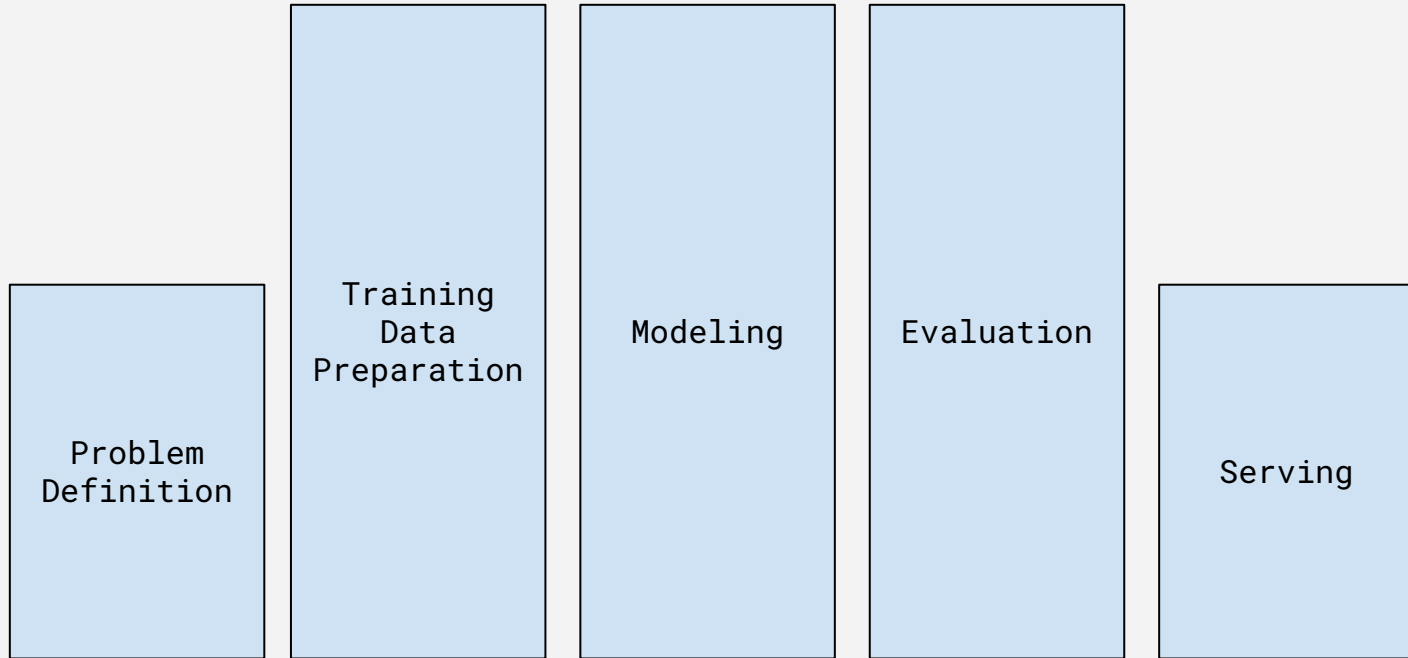 Problem
Definition
Training
Data
Preparation
Modeling
Evaluation
Serving